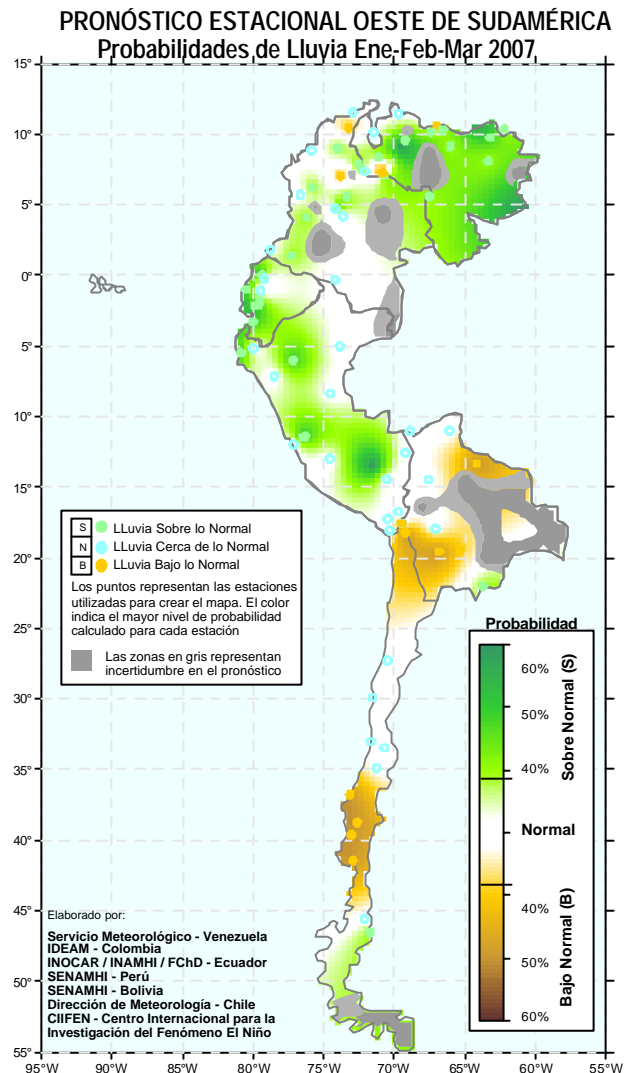 PRONÓSTICO ESTACIONAL OESTE DE SUDAMÉRICA
Probabilidades de Lluvia Ene-Feb-Mar 2007
15°
10°
5°
0°
5°
10°
15°
20°
25°
30°
35°
40°
45°
50°
55°
S LLuvia Sobre lo Normal
N LLuvia Cerca de lo Normal
B LLuvia Bajo lo Normal
Los puntos representan las estaciones
utilizadas para crear el mapa. El color
indica el mayor nivel de probabilidad
calculado para cada estación
Las zonas en gris representan
incertidumbre en el pronóstico
Probabilidad
60%
50%
40%
Sobre Normal (S)
Normal
40%
50%
60%
Bajo Normal (B)
Elaborado por:
Servicio Meteorológico - Venezuela
IDEAM - Colombia
INOCAR / INAMHI / FChD - Ecuador
SENAMHI - Perú
SENAMHI - Bolivia
Dirección de Meteorología - Chile
CIIFEN - Centro Internacional para la
Investigación del Fenómeno El Niño
95°W 90°W 85°W 80°W 75°W 70°W 65°W 60°W 55°W